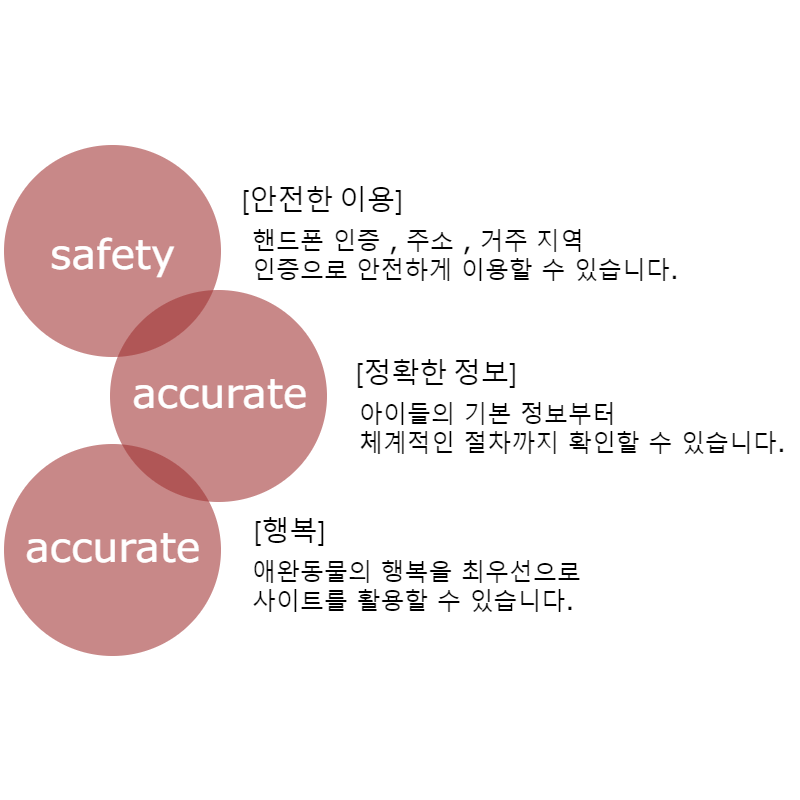 safety
[안전한 이용]
핸드폰 인증 , 주소 , 거주 지역
인증으로 안전하게 이용할 수 있습니다.
accurate
[정확한 정보]
아이들의 기본 정보부터
체계적인 절차까지 확인할 수 있습니다.
accurate
[행복]
애완동물의 행복을 최우선으로
사이트를 활용할 수 있습니다.